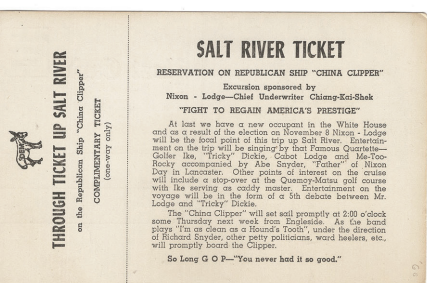 THROUGH TICKET UP SALT RIVER
on the Republican Ship "China Clipper"
COMPLIMENTARY TICKET
(one-way only)
SALT RIVER TICKET
RESERVATION ON REPUBLICAN SHIP "CHINA CLIPPER"
Excursion sponsored by
Nixon - Lodge—Chief Underwriter Chiang-Kai-Shek
"FIGHT TO REGAIN AMERICA'S PRESTIGE"
At last we have a new occupant in the White House
and as a result of the election on November 8 Nixon - Lodge
will be the focal point of this trip up Salt River. Entertain-
ment on the trip will be singing by that Famous Quartette—
Golfer Ike, "Tricky" Dickie, Cabot Lodge and Me-Too-
Rocky accompanied by Abe Snyder, "Father" of Nixon
Day in Lancaster. Other points of interest on the cruise
will include a stop-over at the Quemoy-Matsu golf course
with Ike serving as caddy master. Entertainment on the
voyage will be in the form of a 5th debate between Mr.
Lodge and "Tricky" Dickie.
The "China Clipper" will set sail promptly at 2:00 o'clock
some Thursday next week from Engleside. As the band
plays "I'm as clean as a Hound's Tooth", under the direction
of Richard Snyder, other petty politicians, ward heelers, etc.,
will promptly board the Clipper.
So Long G O P—"You never had it so good."